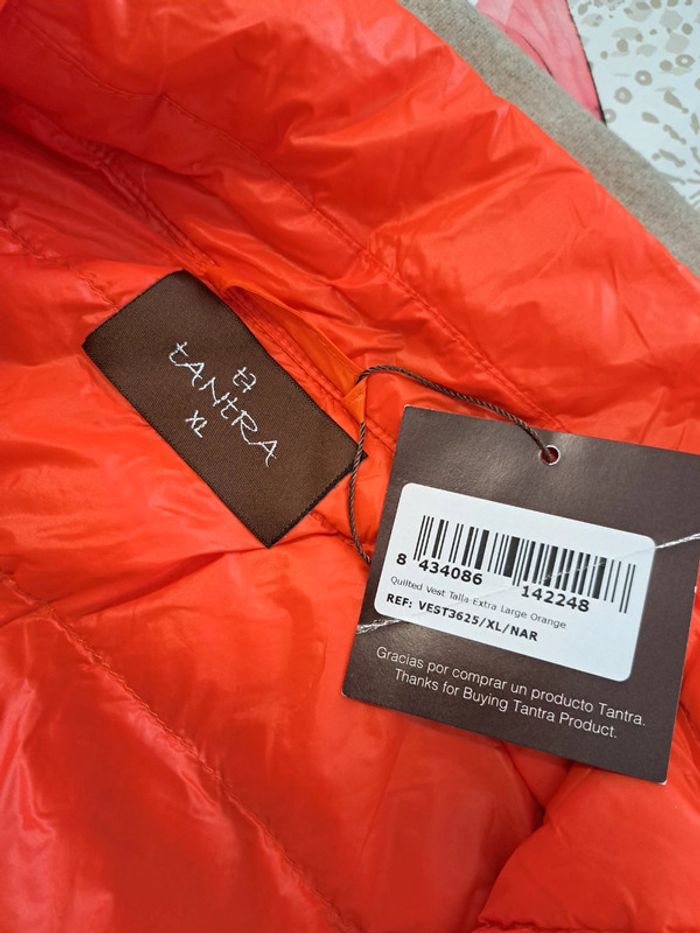 tANtRA
XL
8 434086 142248
Quilted Vest Talla Extra Large Orange
REF: VEST3625/XL/NAR
Gracias por comprar un producto Tantra.
Thanks for Buying Tantra Product.